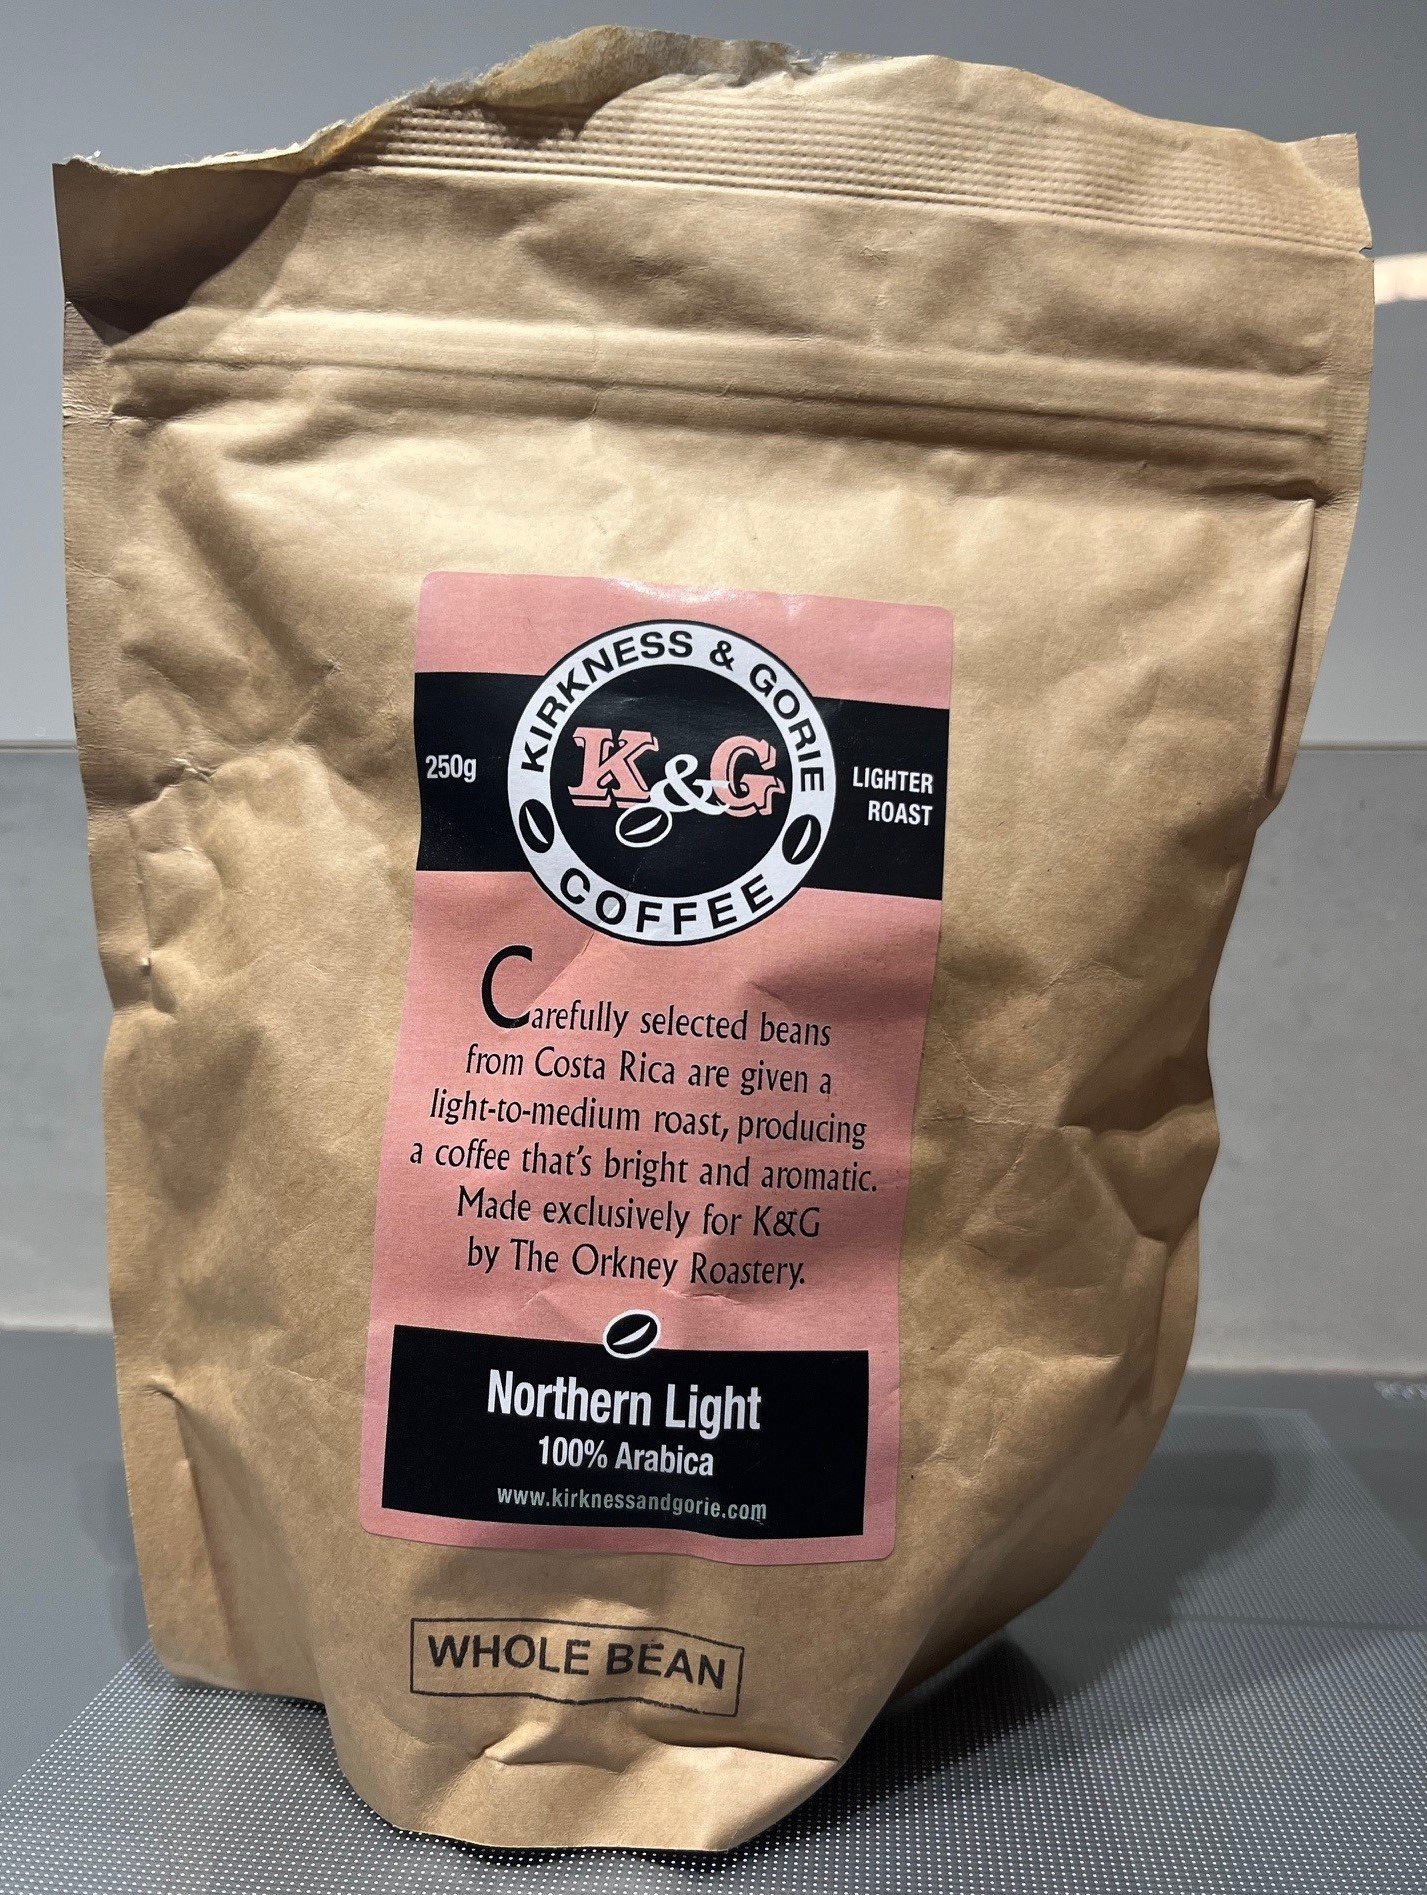 KIRKNESS & GORIE
250g
K&G
LIGHTER
ROAST
COFFEE
Carefully selected beans
from Costa Rica are given a
light-to-medium roast, producing
a coffee that's bright and aromatic.
Made exclusively for K&G
by The Orkney Roastery.
Northern Light
100% Arabica
www.kirknessandgorie.com
WHOLE BEAN